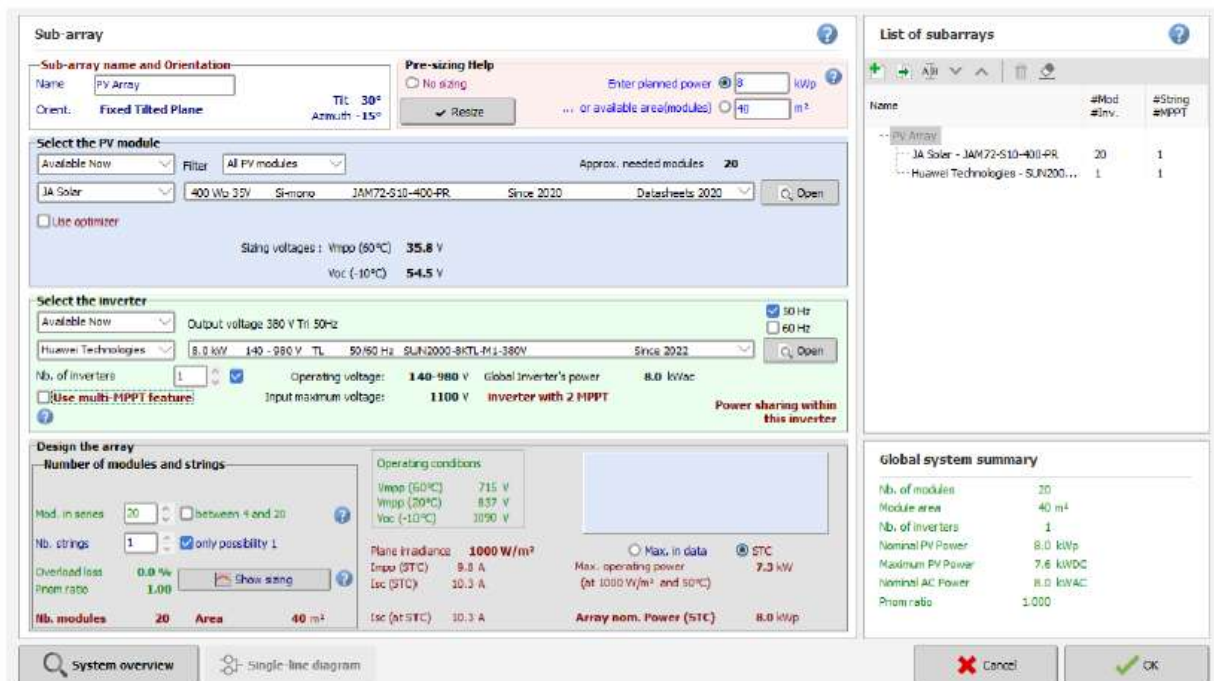 Sub-array
Sub-array name and Orientation
Name PV Array
Orient. Fixed Tilted Plane
Tilt 30°
Azimuth -15°
Pre-sizing Help
No sizing
Enter planned power 8 kWp
Resize
... or available area(modules) 40 m²
Select the PV module
Available Now Filter All PV modules Approx. needed modules 20
JA Solar 400 Wp 35V Si-mono JAM72-S10-400-PR Since 2020 Datasheets 2020 Open
Use optimizer
Sizing voltages : Vmpp (60°C) 35.8 V
Voc (-10°C) 54.5 V
Select the inverter
Available Now Output voltage 380 V Tri 50Hz
50 Hz
60 Hz
Huawei Technologies 8.0 kW 140 - 980 V TL 50/60 Hz SUN2000-8KTL-M1-380V Since 2022 Open
Nb. of inverters 1 Operating voltage: 140-980 V Global Inverter's power 8.0 kWac
Use multi-MPPT feature Input maximum voltage: 1100 V inverter with 2 MPPT
Power sharing within
this inverter
Design the array
Number of modules and strings
Mod. in series 20 between 4 and 20
Nb. strings 1 only possibility 1
Overload loss 0.0 %
Pnom ratio 1.00
Show sizing
Nb. modules 20 Area 40 m²
Operating conditions
Vmpp (60°C) 715 V
Vmpp (20°C) 837 V
Voc (-10°C) 1090 V
Plane irradiance 1000 W/m²
Impp (STC) 9.8 A
Isc (STC) 10.3 A
Isc (at STC) 10.3 A
Max. in data STC
Max. operating power 7.3 kW
(at 1000 W/m² and 50°C)
Array nom. Power (STC) 8.0 kWp
System overview
Single-line diagram
List of subarrays
Name #Mod #String
#Inv. #MPPT
PV Array
JA Solar - JAM72-S10-400-PR 20 1
Huawei Technologies - SUN200... 1 1
Global system summary
Nb. of modules 20
Module area 40 m²
Nb. of inverters 1
Nominal PV Power 8.0 kWp
Maximum PV Power 7.6 kWDC
Nominal AC Power 8.0 kWAC
Pnom ratio 1.000
Cancel
OK